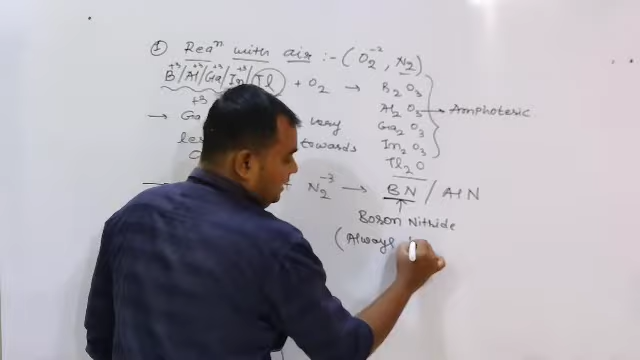 ① Reaⁿ with air :- ( O₂⁻², N₂ )
B⁺³/Al⁺³/Ga⁺³/In⁺³/Tl + O₂ → B₂O₃
+3 Al₂O₃ → Amphoteric
→ Ga very Ga₂O₃
les towards In₂O₃
Tl₂O
+ N₂⁻³ → BN / AlN
Boron Nitride
( Always